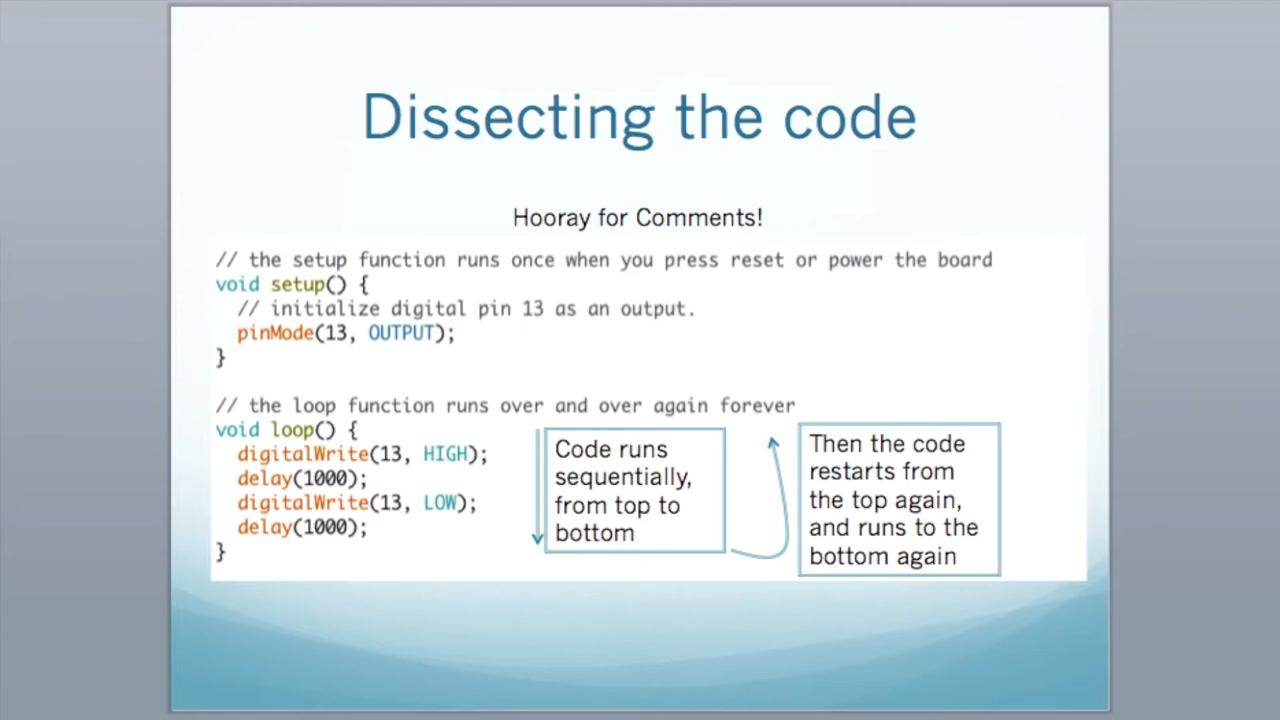 Dissecting the code
Hooray for Comments!
// the setup function runs once when you press reset or power the board
void setup() {
  // initialize digital pin 13 as an output.
  pinMode(13, OUTPUT);
}

// the loop function runs over and over again forever
void loop() {
  digitalWrite(13, HIGH);
  delay(1000);
  digitalWrite(13, LOW);
  delay(1000);
}
Code runs
sequentially,
from top to
bottom
Then the code
restarts from
the top again,
and runs to the
bottom again